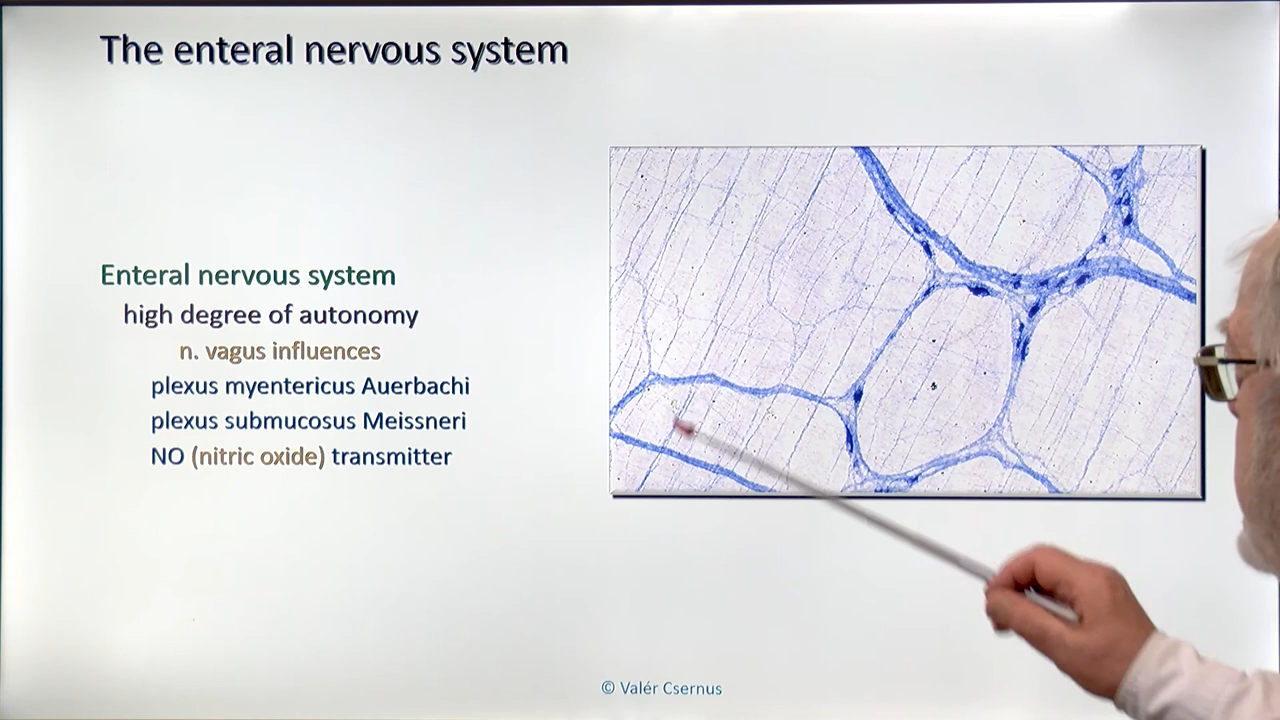 The enteral nervous system
Enteral nervous system
high degree of autonomy
n. vagus influences
plexus myentericus Auerbachi
plexus submucosus Meissneri
NO (nitric oxide) transmitter
© Valér Csernus